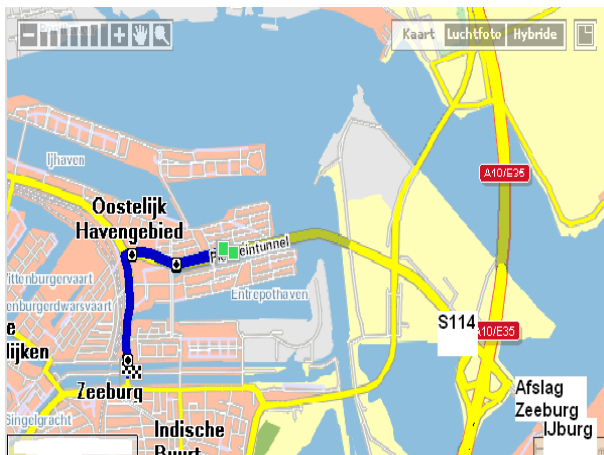 Kaart Luchtfoto Hybride
Ijhaven
A10/E35
Oostelijk
Havengebied
eintunnel
Entrepothaven
Wittenburgervaart
enburgerdwarsvaart
S114
A10/E35
e
lijken
Zeeburg
Afslag
Zeeburg
IJburg
Singelgracht
Indische
Buurt